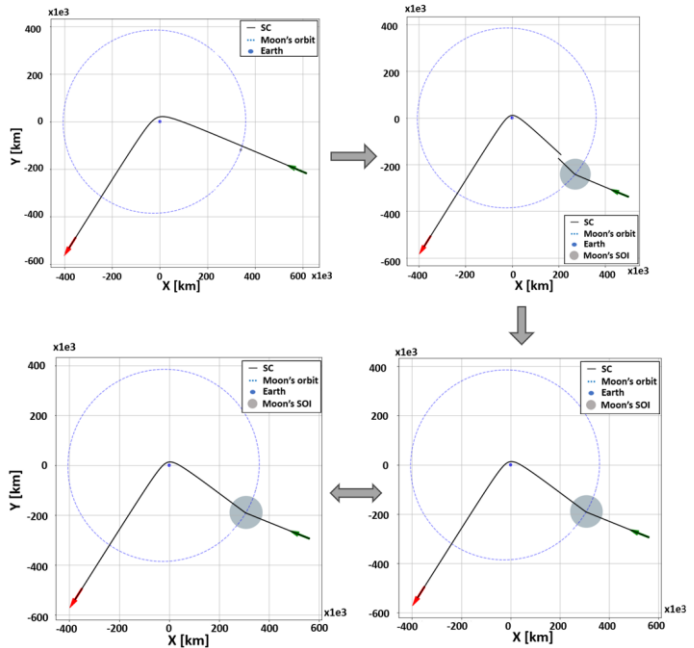 x1e3
SC
Moon's orbit
Earth
400
200
0
-200
-400
-600
Y [km]
-400 -200 0 200 400 600 x1e3
X [km]
x1e3
400
200
0
-200
-400
-600
SC
Moon's orbit
Earth
Moon's SOI
-400 -200 0 200 400 x1e3
X [km]
x1e3
SC
Moon's orbit
Earth
Moon's SOI
400
200
0
-200
-400
-600
Y [km]
x1e3
-400 -200 0 200 400 600
X [km]
x1e3
SC
Moon's orbit
Earth
Moon's SOI
400
200
0
-200
-400
-600
-400 -200 0 200 400 600
x1e3
X [km]